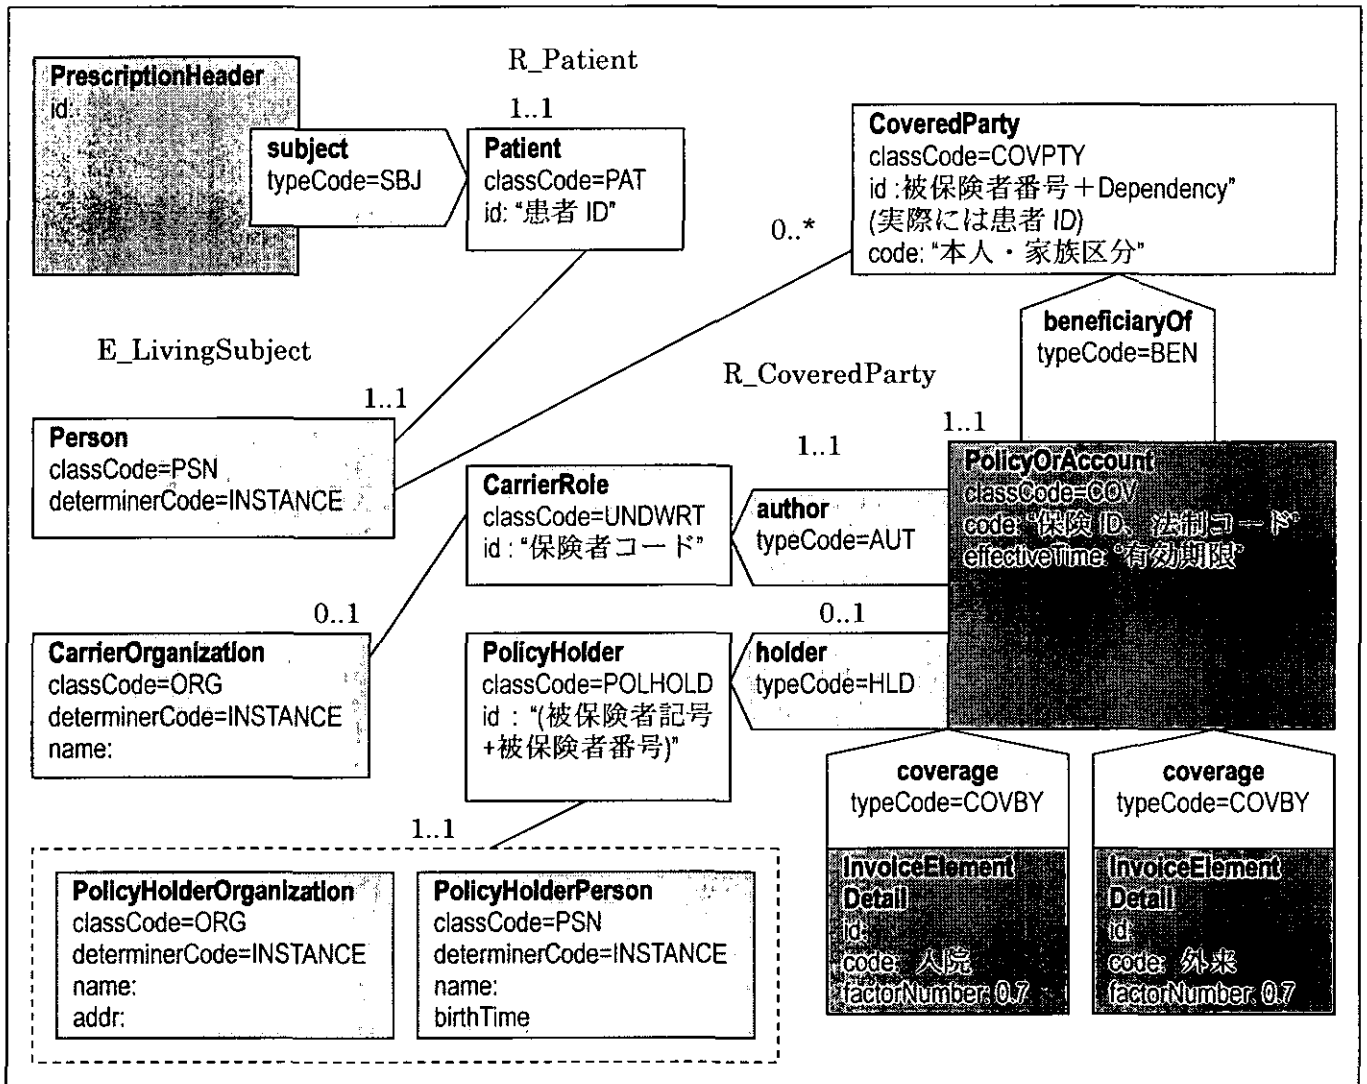 PrescriptionHeader
id:
subject
typeCode=SBJ
R_Patient
1..1
Patient
classCode=PAT
id: “患者 ID”
CoveredParty
classCode=COVPTY
id :被保険者番号＋Dependency”
(実際には患者 ID)
code: “本人・家族区分”
0..*
beneficiaryOf
typeCode=BEN
E_LivingSubject
R_CoveredParty
1..1
Person
classCode=PSN
determinerCode=INSTANCE
1..1
1..1
CarrierRole
classCode=UNDWRT
id : “保険者コード”
author
typeCode=AUT
PolicyOrAccount
classCode=COV
code: “保険 ID、法制コード”
effectiveTime: “有効期限”
0..1
CarrierOrganization
classCode=ORG
determinerCode=INSTANCE
name:
0..1
PolicyHolder
classCode=POLHOLD
id : “(被保険者記号
+被保険者番号)”
holder
typeCode=HLD
coverage
typeCode=COVBY
coverage
typeCode=COVBY
1..1
PolicyHolderOrganization
classCode=ORG
determinerCode=INSTANCE
name:
addr:
PolicyHolderPerson
classCode=PSN
determinerCode=INSTANCE
name:
birthTime
InvoiceElement
Detail
id:
code: 入院
factorNumber: 0.7
InvoiceElement
Detail
id:
code: 外来
factorNumber: 0.7